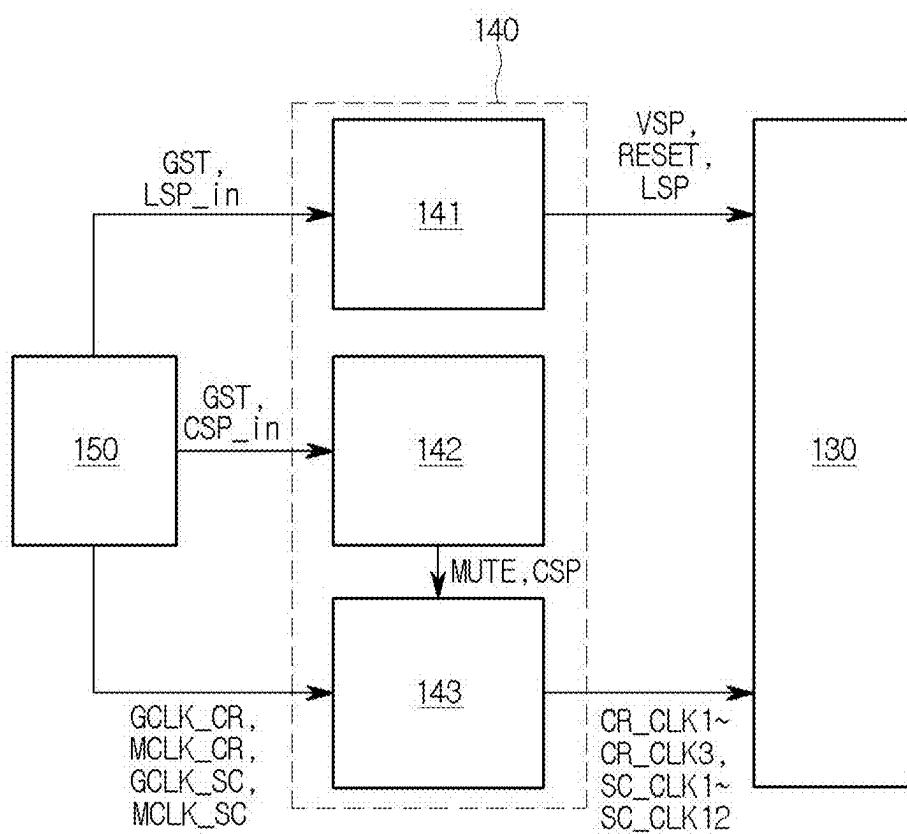 140
GST,
LSP_in
141
VSP,
RESET,
LSP
150
GST,
CSP_in
142
130
MUTE,CSP
143
GCLK_CR,
MCLK_CR,
GCLK_SC,
MCLK_SC
CR_CLK1~
CR_CLK3,
SC_CLK1~
SC_CLK12